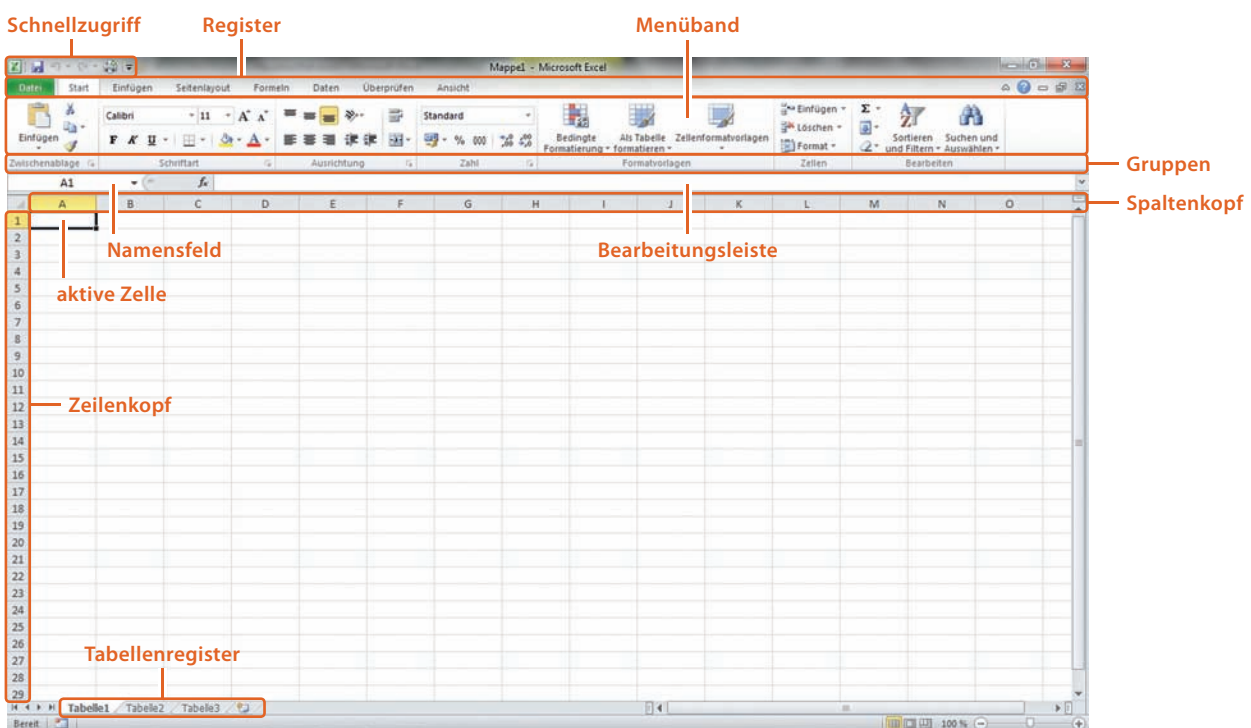 Schnellzugriff Register Menüband
Mappe1 - Microsoft Excel
Datei Start Einfügen Seitenlayout Formeln Daten Überprüfen Ansicht
Einfügen
Calibri 11 A A
F K U A
Standard
% 000
Bedingte Formatierung
Als Tabelle formatieren
Zellenformatvorlagen
Einfügen
Löschen
Format
Σ
Sortieren und Filtern
Suchen und Auswählen
Zwischenablage Schriftart Ausrichtung Zahl Formatvorlagen Zellen Bearbeiten
Gruppen
A1 fx
A B C D E F G H I J K L M N O
Spaltenkopf
1
2
3
4
5
6
7
8
9
10
11
12
13
14
15
16
17
18
19
20
21
22
23
24
25
26
27
28
29
Namensfeld Bearbeitungsleiste
aktive Zelle
Zeilenkopf
Tabellenregister
Tabelle1 Tabelle2 Tabelle3
Bereit 100 %